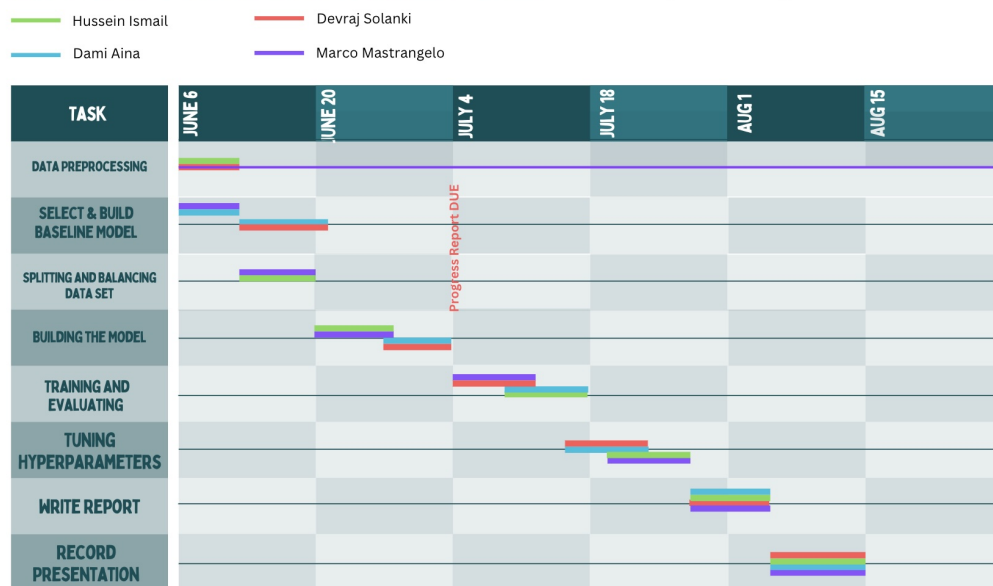 Hussein Ismail
Devraj Solanki
Dami Aina
Marco Mastrangelo
TASK
JUNE 6
JUNE 20
JULY 4
JULY 18
AUG 1
AUG 15
DATA PREPROCESSING
SELECT & BUILD
BASELINE MODEL
Progress Report DUE
SPLITTING AND BALANCING
DATA SET
BUILDING THE MODEL
TRAINING AND
EVALUATING
TUNING
HYPERPARAMETERS
WRITE REPORT
RECORD
PRESENTATION